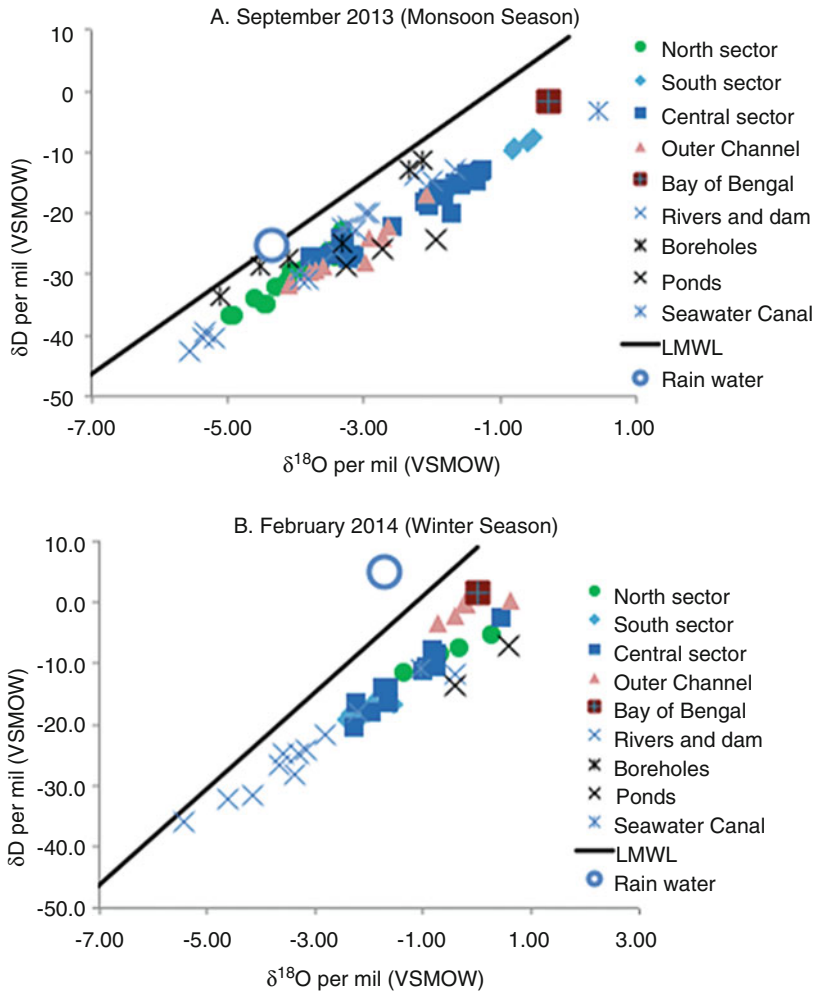 A. September 2013 (Monsoon Season)
10
0
-10
-20
-30
-40
-50
δD per mil (VSMOW)
-7.00 -5.00 -3.00 -1.00 1.00
δ¹⁸O per mil (VSMOW)
North sector
South sector
Central sector
Outer Channel
Bay of Bengal
Rivers and dam
Boreholes
Ponds
Seawater Canal
LMWL
Rain water
B. February 2014 (Winter Season)
10.0
0.0
-10.0
-20.0
-30.0
-40.0
-50.0
δD per mil (VSMOW)
-7.00 -5.00 -3.00 -1.00 1.00 3.00
δ¹⁸O per mil (VSMOW)
North sector
South sector
Central sector
Outer Channel
Bay of Bengal
Rivers and dam
Boreholes
Ponds
Seawater Canal
LMWL
Rain water